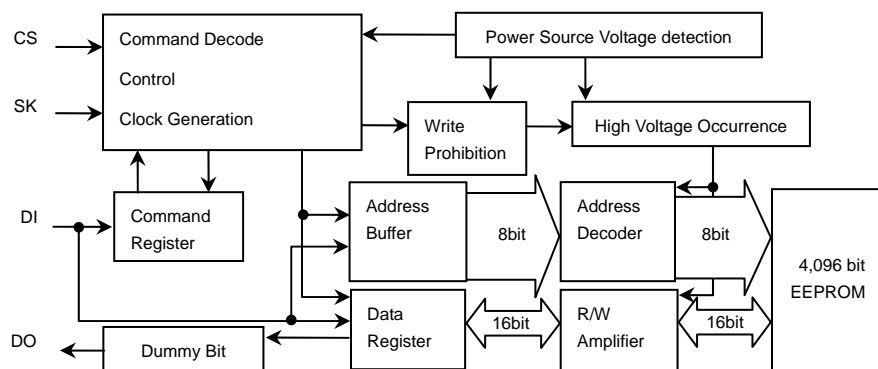 CS
Command Decode
Control
Clock Generation
Power Source Voltage detection
SK
Write
Prohibition
High Voltage Occurrence
DI
Command
Register
Address
Buffer
8bit
Address
Decoder
8bit
4,096 bit
EEPROM
DO
Dummy Bit
Data
Register
16bit
R/W
Amplifier
16bit